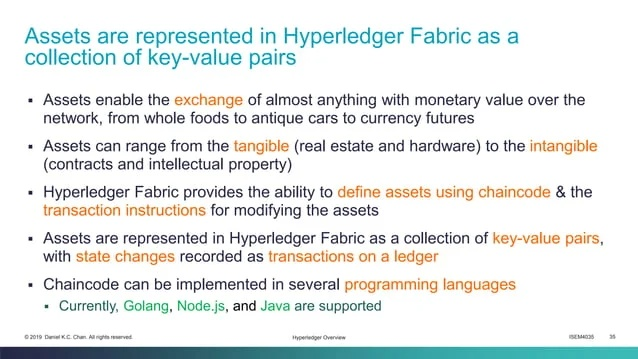 Assets are represented in Hyperledger Fabric as a
collection of key-value pairs
▪ Assets enable the exchange of almost anything with monetary value over the
network, from whole foods to antique cars to currency futures
▪ Assets can range from the tangible (real estate and hardware) to the intangible
(contracts and intellectual property)
▪ Hyperledger Fabric provides the ability to define assets using chaincode & the
transaction instructions for modifying the assets
▪ Assets are represented in Hyperledger Fabric as a collection of key-value pairs,
with state changes recorded as transactions on a ledger
▪ Chaincode can be implemented in several programming languages
▪ Currently, Golang, Node.js, and Java are supported
© 2019 Daniel K.C. Chan. All rights reserved. Hyperledger Overview ISEM4035 35